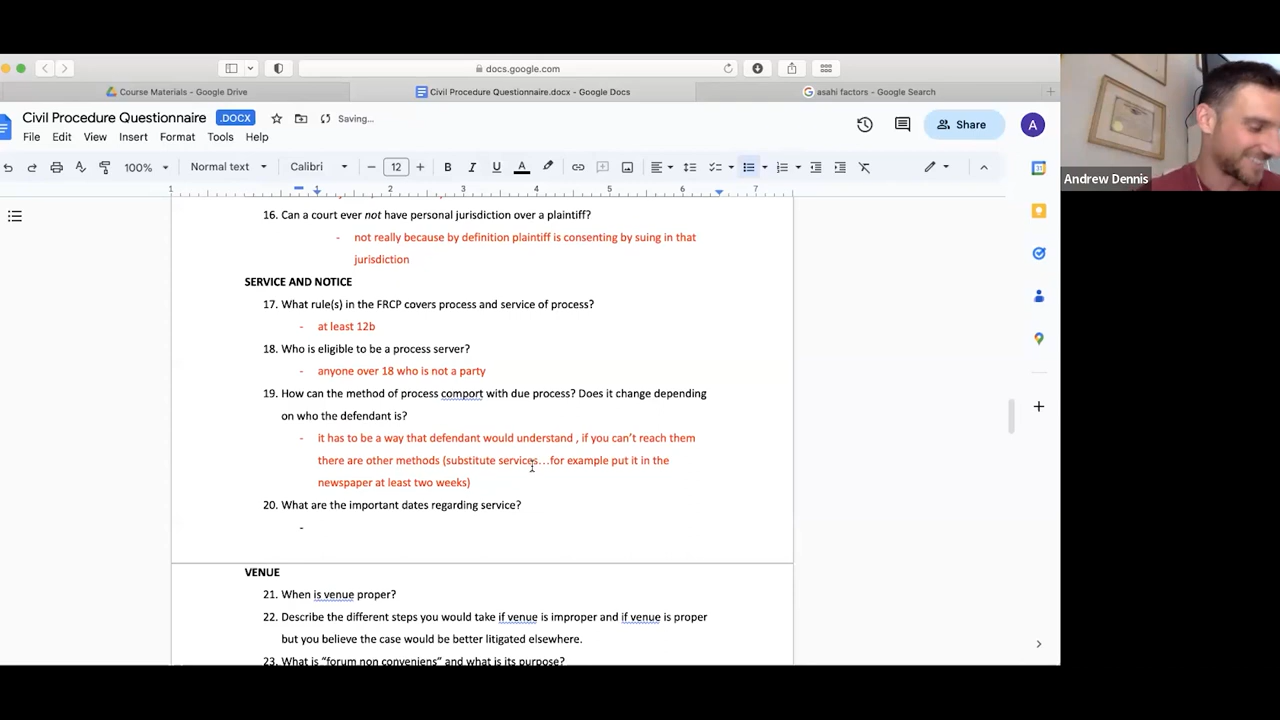 docs.google.com
Course Materials - Google Drive
Civil Procedure Questionnaire.docx - Google Docs
asahi factors - Google Search
Civil Procedure Questionnaire
.DOCX
Saving…
File Edit View Insert Format Tools Help
Share
A
100%
Normal text
Calibri
12
B I U A
1 1 2 3 4 5 6 7
Andrew Dennis
16. Can a court ever not have personal jurisdiction over a plaintiff?
- not really because by definition plaintiff is consenting by suing in that
jurisdiction
SERVICE AND NOTICE
17. What rule(s) in the FRCP covers process and service of process?
- at least 12b
18. Who is eligible to be a process server?
- anyone over 18 who is not a party
19. How can the method of process comport with due process? Does it change depending
on who the defendant is?
- it has to be a way that defendant would understand , if you can't reach them
there are other methods (substitute services…for example put it in the
newspaper at least two weeks)
20. What are the important dates regarding service?
-
VENUE
21. When is venue proper?
22. Describe the different steps you would take if venue is improper and if venue is proper
but you believe the case would be better litigated elsewhere.
23. What is “forum non conveniens” and what is its purpose?